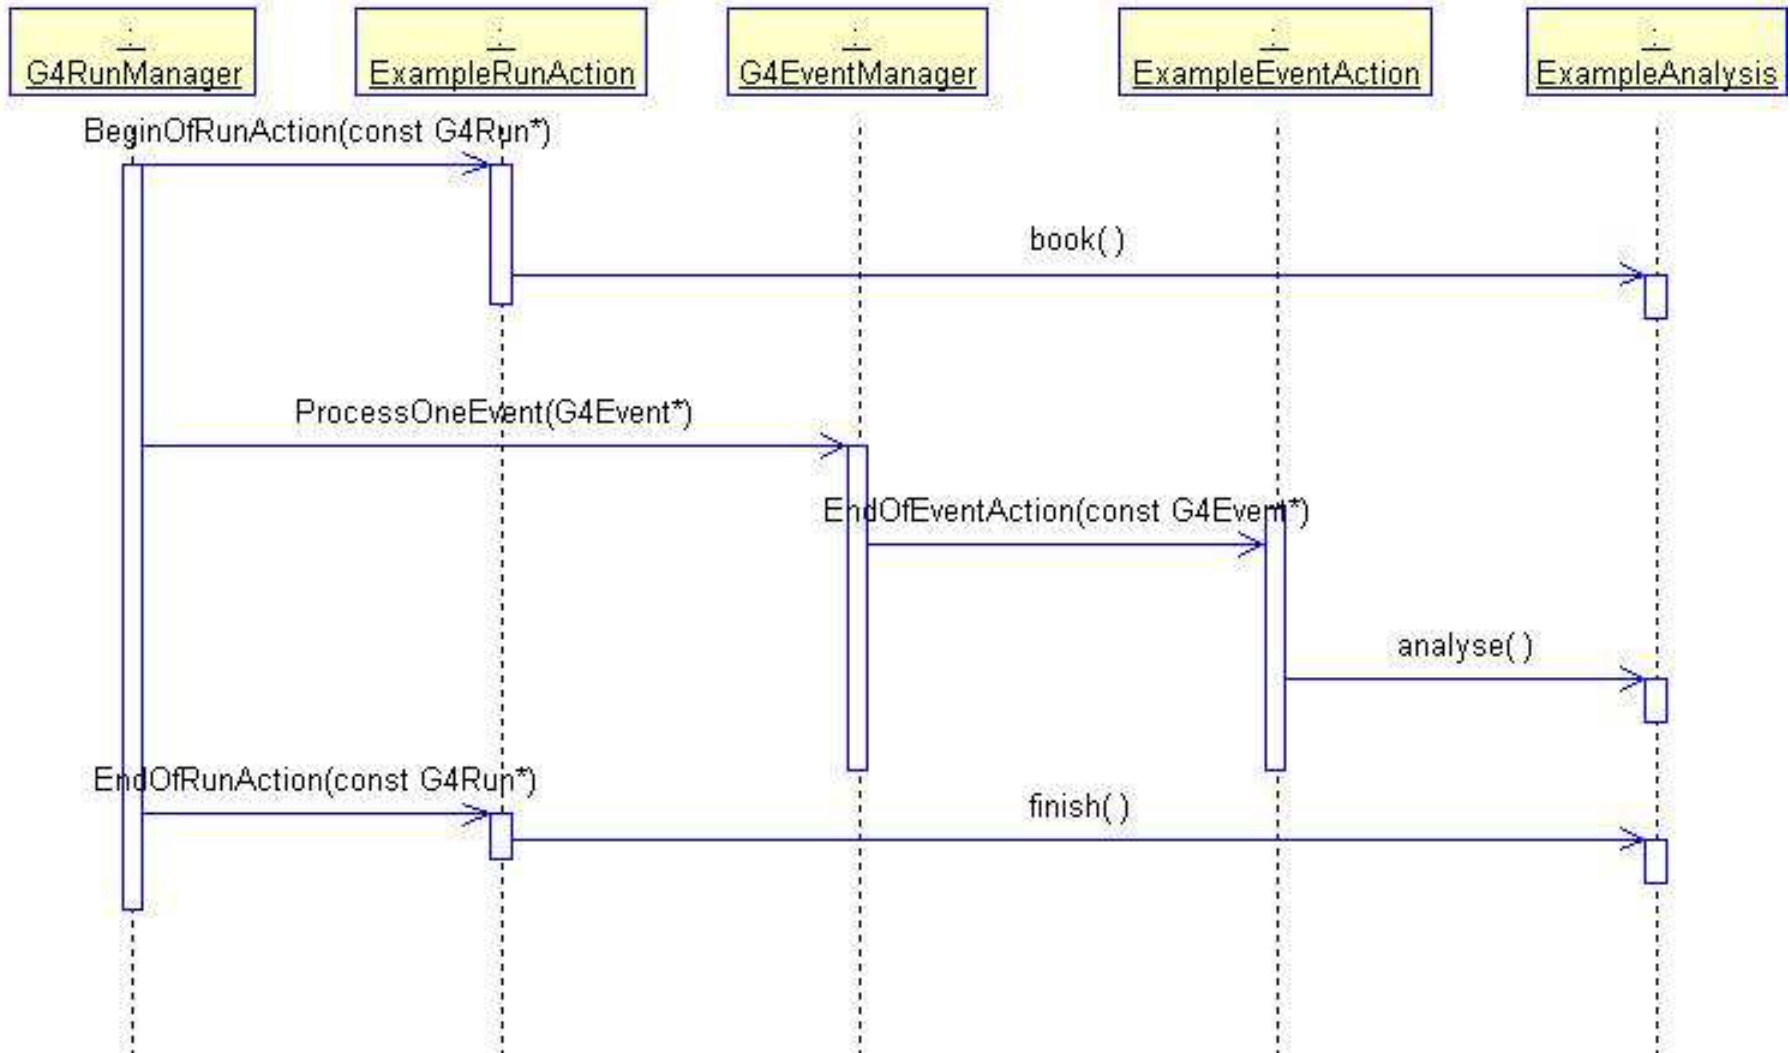 :
G4RunManager
:
ExampleRunAction
:
G4EventManager
:
ExampleEventAction
:
ExampleAnalysis
BeginOfRunAction(const G4Run*)
book( )
ProcessOneEvent(G4Event*)
EndOfEventAction(const G4Event*)
analyse( )
EndOfRunAction(const G4Run*)
finish( )